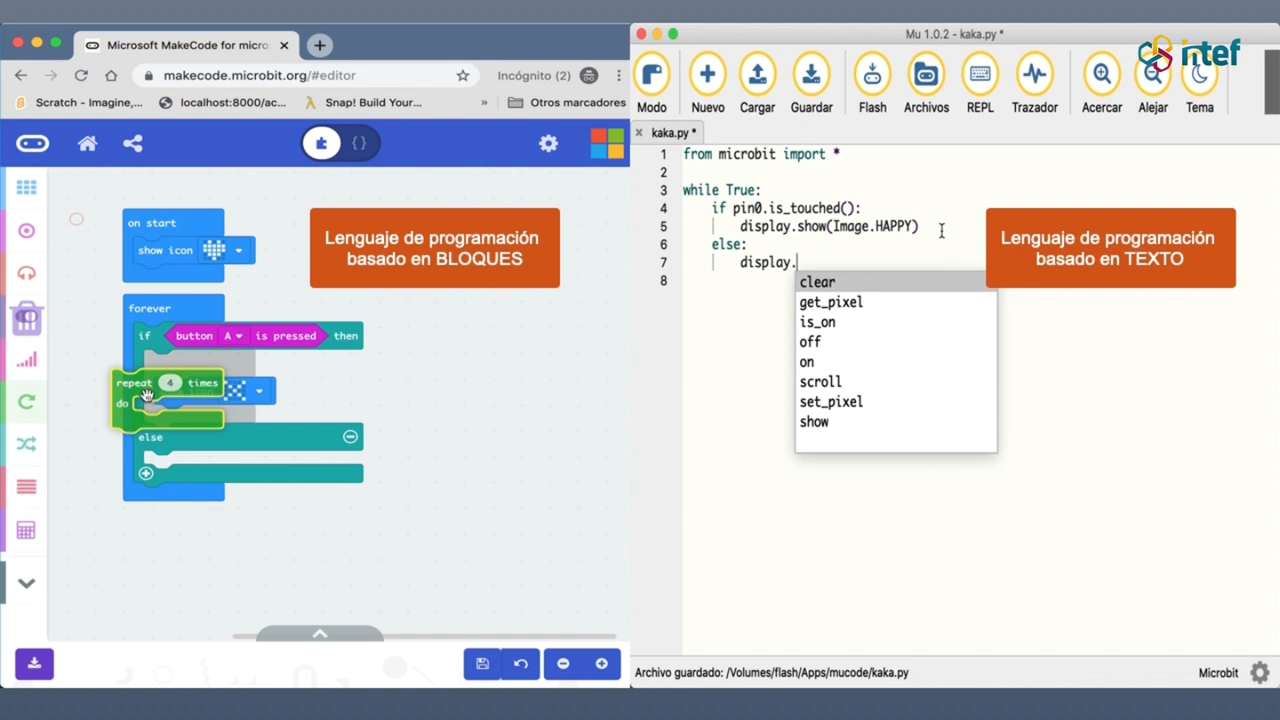 Microsoft MakeCode for micro:
makecode.microbit.org/#editor
Incógnito (2)
Scratch - Imagine,...
localhost:8000/ac...
Snap! Build Your...
»
Otros marcadores
{ }
on start
show icon
forever
if button A is pressed then
repeat 4 times
do
else
Lenguaje de programación
basado en BLOQUES
Mu 1.0.2 - kaka.py *
intef
Modo
Nuevo
Cargar
Guardar
Flash
Archivos
REPL
Trazador
Acercar
Alejar
Tema
kaka.py *
1 from microbit import *
2
3 while True:
4 if pin0.is_touched():
5 display.show(Image.HAPPY)
6 else:
7 display.
8
clear
get_pixel
is_on
off
on
scroll
set_pixel
show
Lenguaje de programación
basado en TEXTO
Archivo guardado: /Volumes/flash/Apps/mucode/kaka.py
Microbit